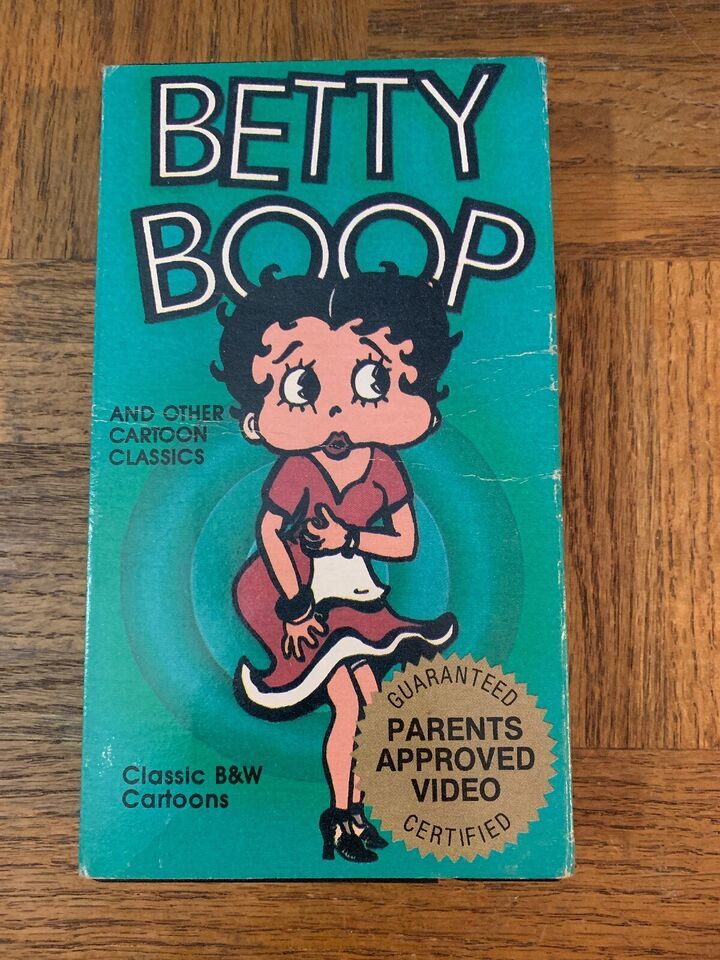 BETTY
BOOP
AND OTHER
CARTOON
CLASSICS
Classic B&W
Cartoons
GUARANTEED
PARENTS
APPROVED
VIDEO
CERTIFIED